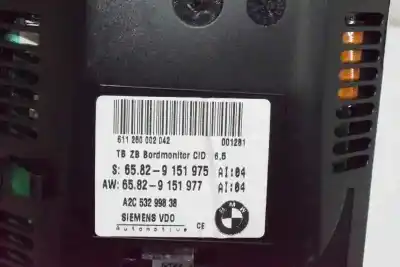 611 260 002 042 001281
TB ZB Bordmonitor CID 6,5
S: 65.82-9 151 975 AI:04
AW: 65.82-9 151 977 AI:04
A2C 532 998 38
SIEMENS VDO
Automotive CE
BMW